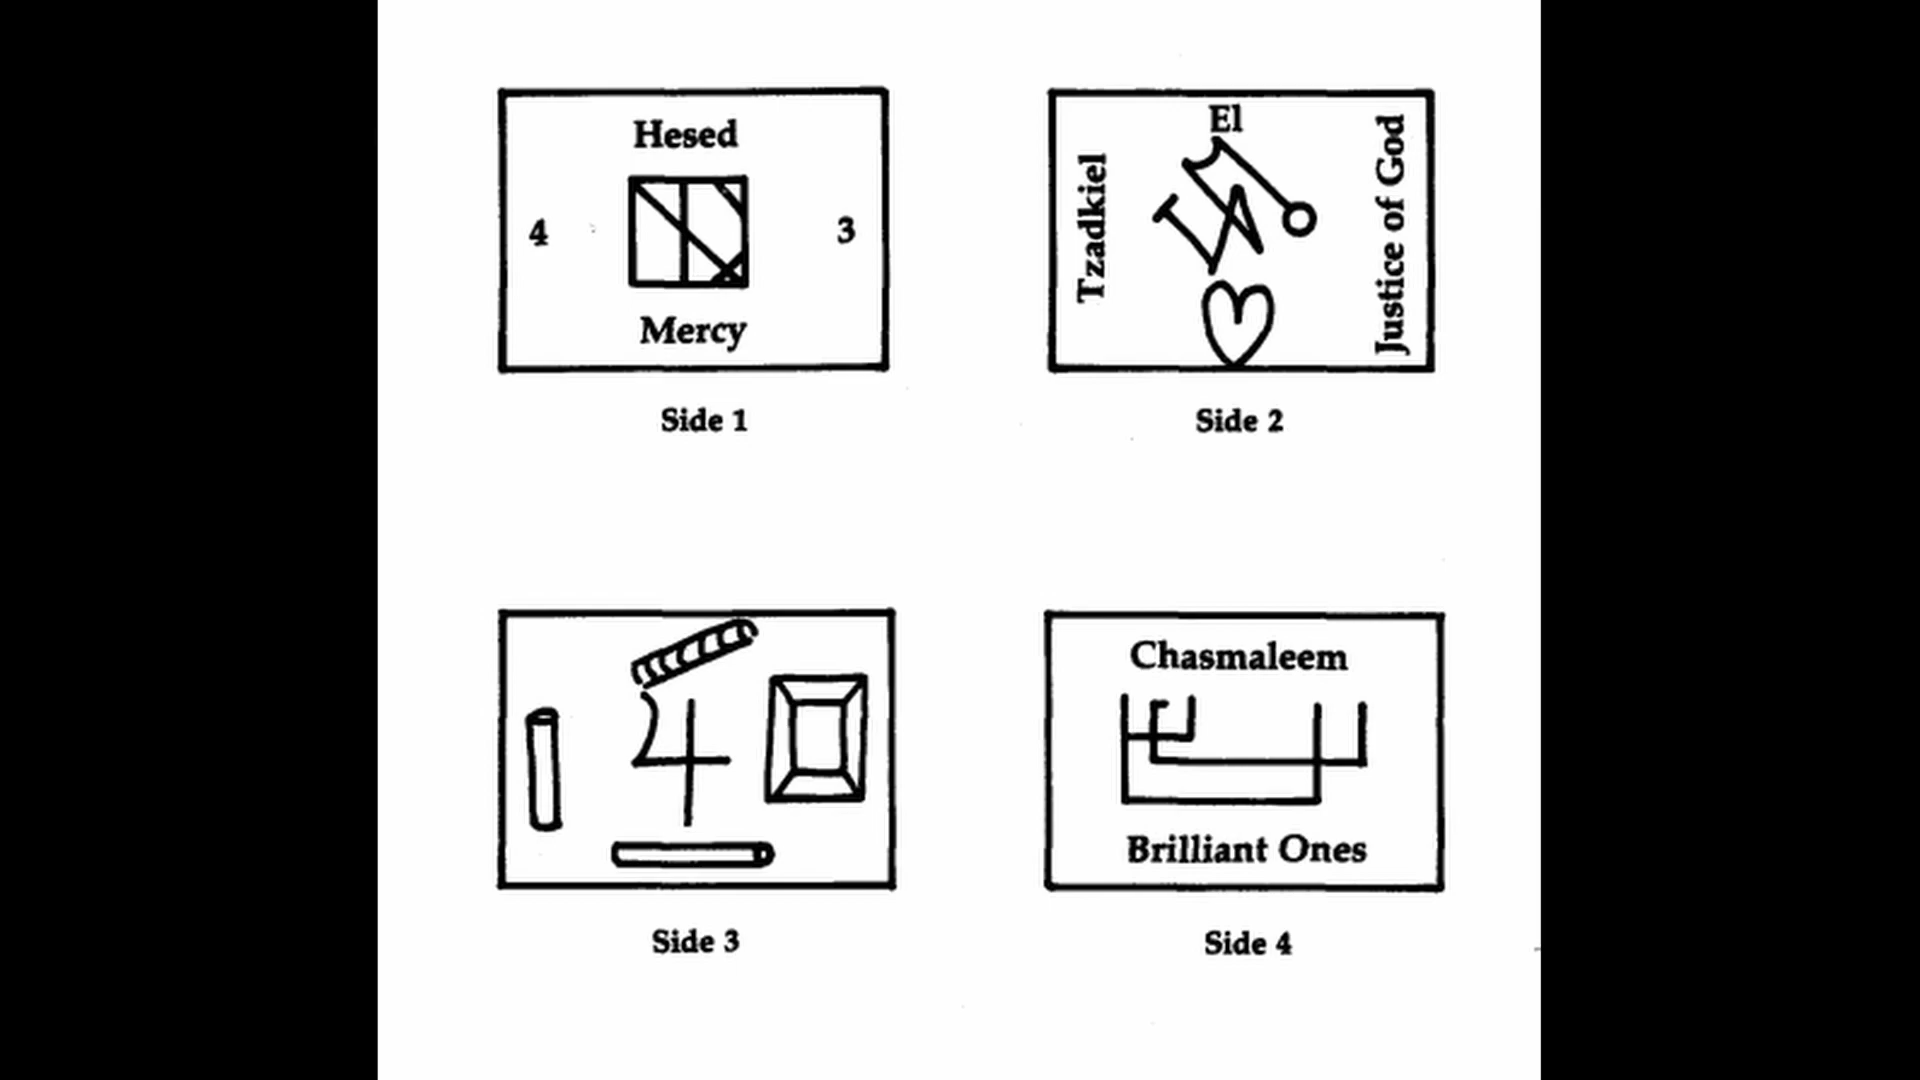 Hesed
4
3
Mercy
Side 1
El
Tzadkiel
Justice of God
Side 2
Side 3
Chasmaleem
Brilliant Ones
Side 4